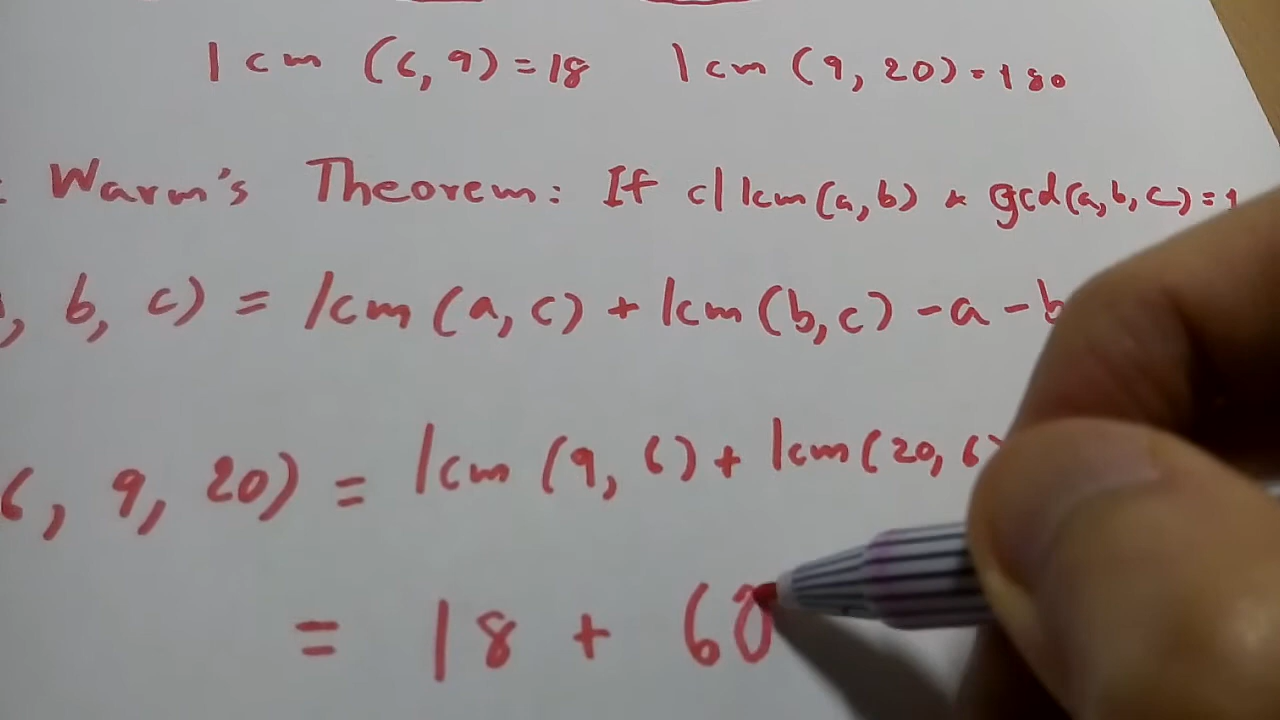 lcm (6, 9) = 18 lcm (9, 20) = 180
: Warm's Theorem: If c| lcm(a, b) & gcd(a, b, c) = 1
, b, c) = lcm (a, c) + lcm (b, c) - a - b
6, 9, 20) = lcm (9, 6) + lcm (20, 6)
= 18 + 60